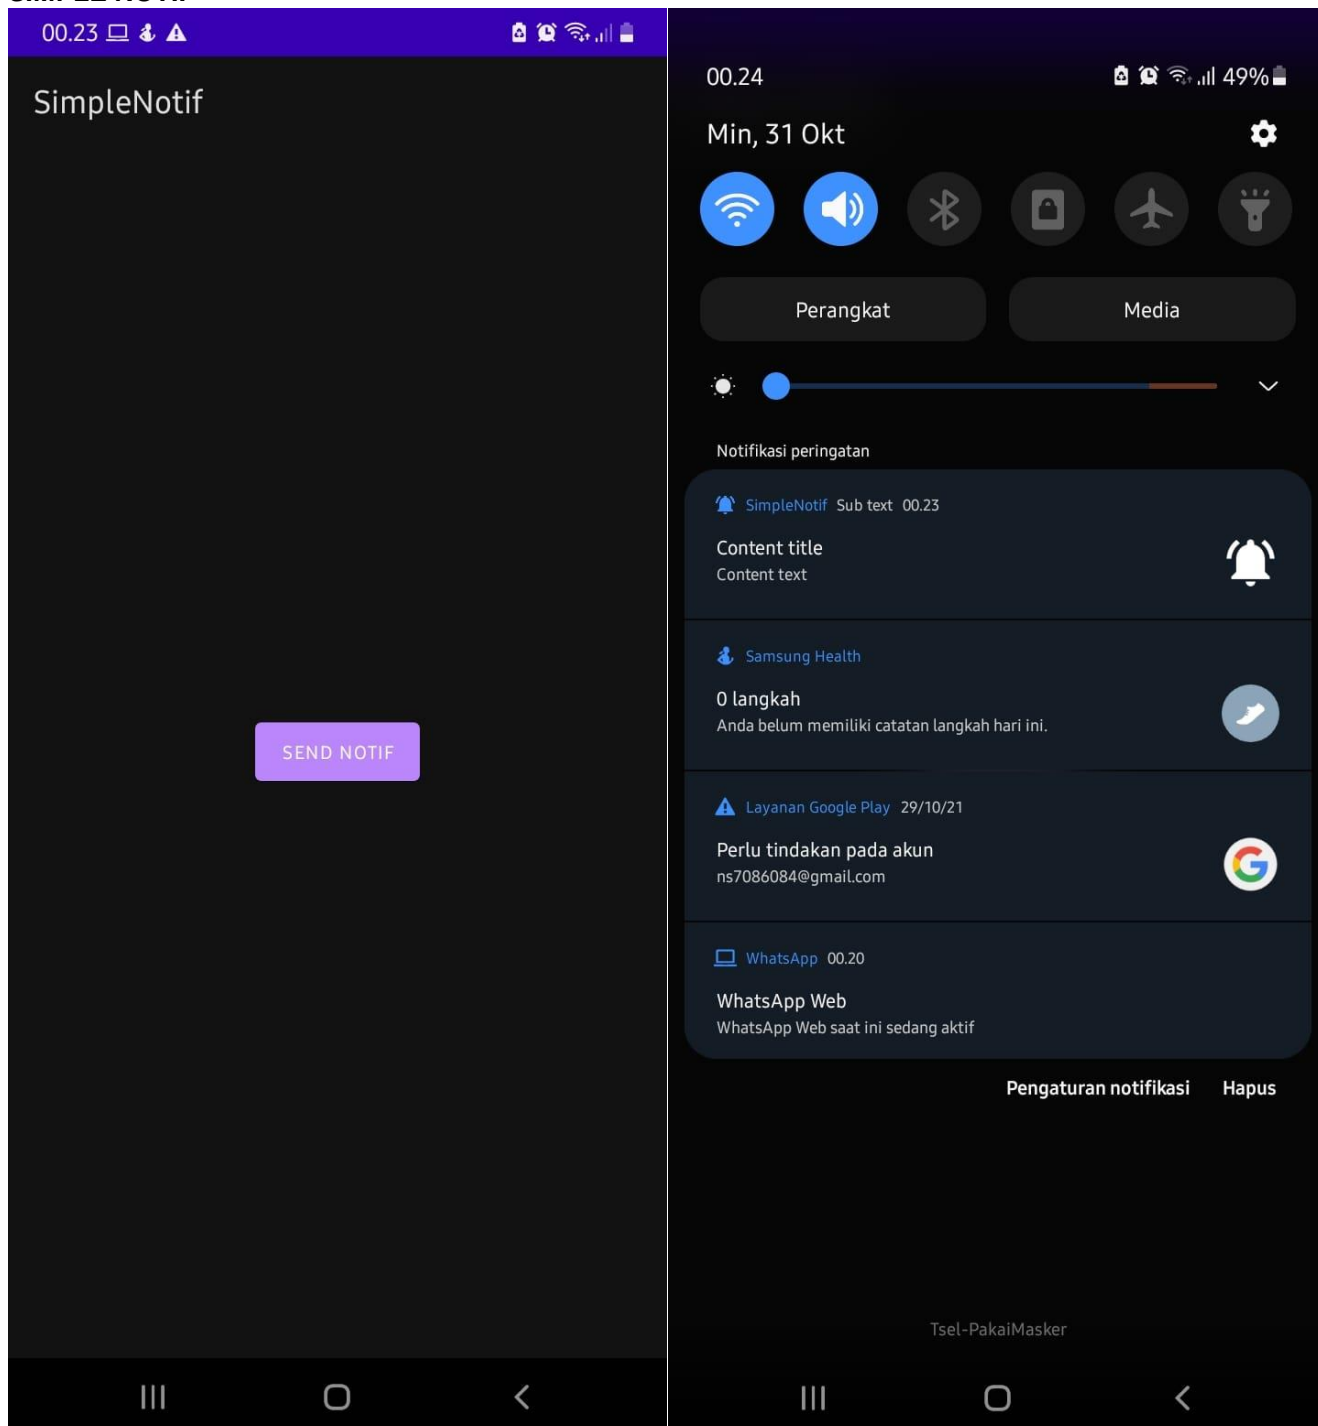 SIMPLE NOTIF
00.23
SimpleNotif
SEND NOTIF
00.24
49%
Min, 31 Okt
Perangkat
Media
Notifikasi peringatan
SimpleNotif Sub text 00.23
Content title
Content text
Samsung Health
0 langkah
Anda belum memiliki catatan langkah hari ini.
Layanan Google Play 29/10/21
Perlu tindakan pada akun
ns7086084@gmail.com
WhatsApp 00.20
WhatsApp Web
WhatsApp Web saat ini sedang aktif
Pengaturan notifikasi Hapus
Tsel-PakaiMasker